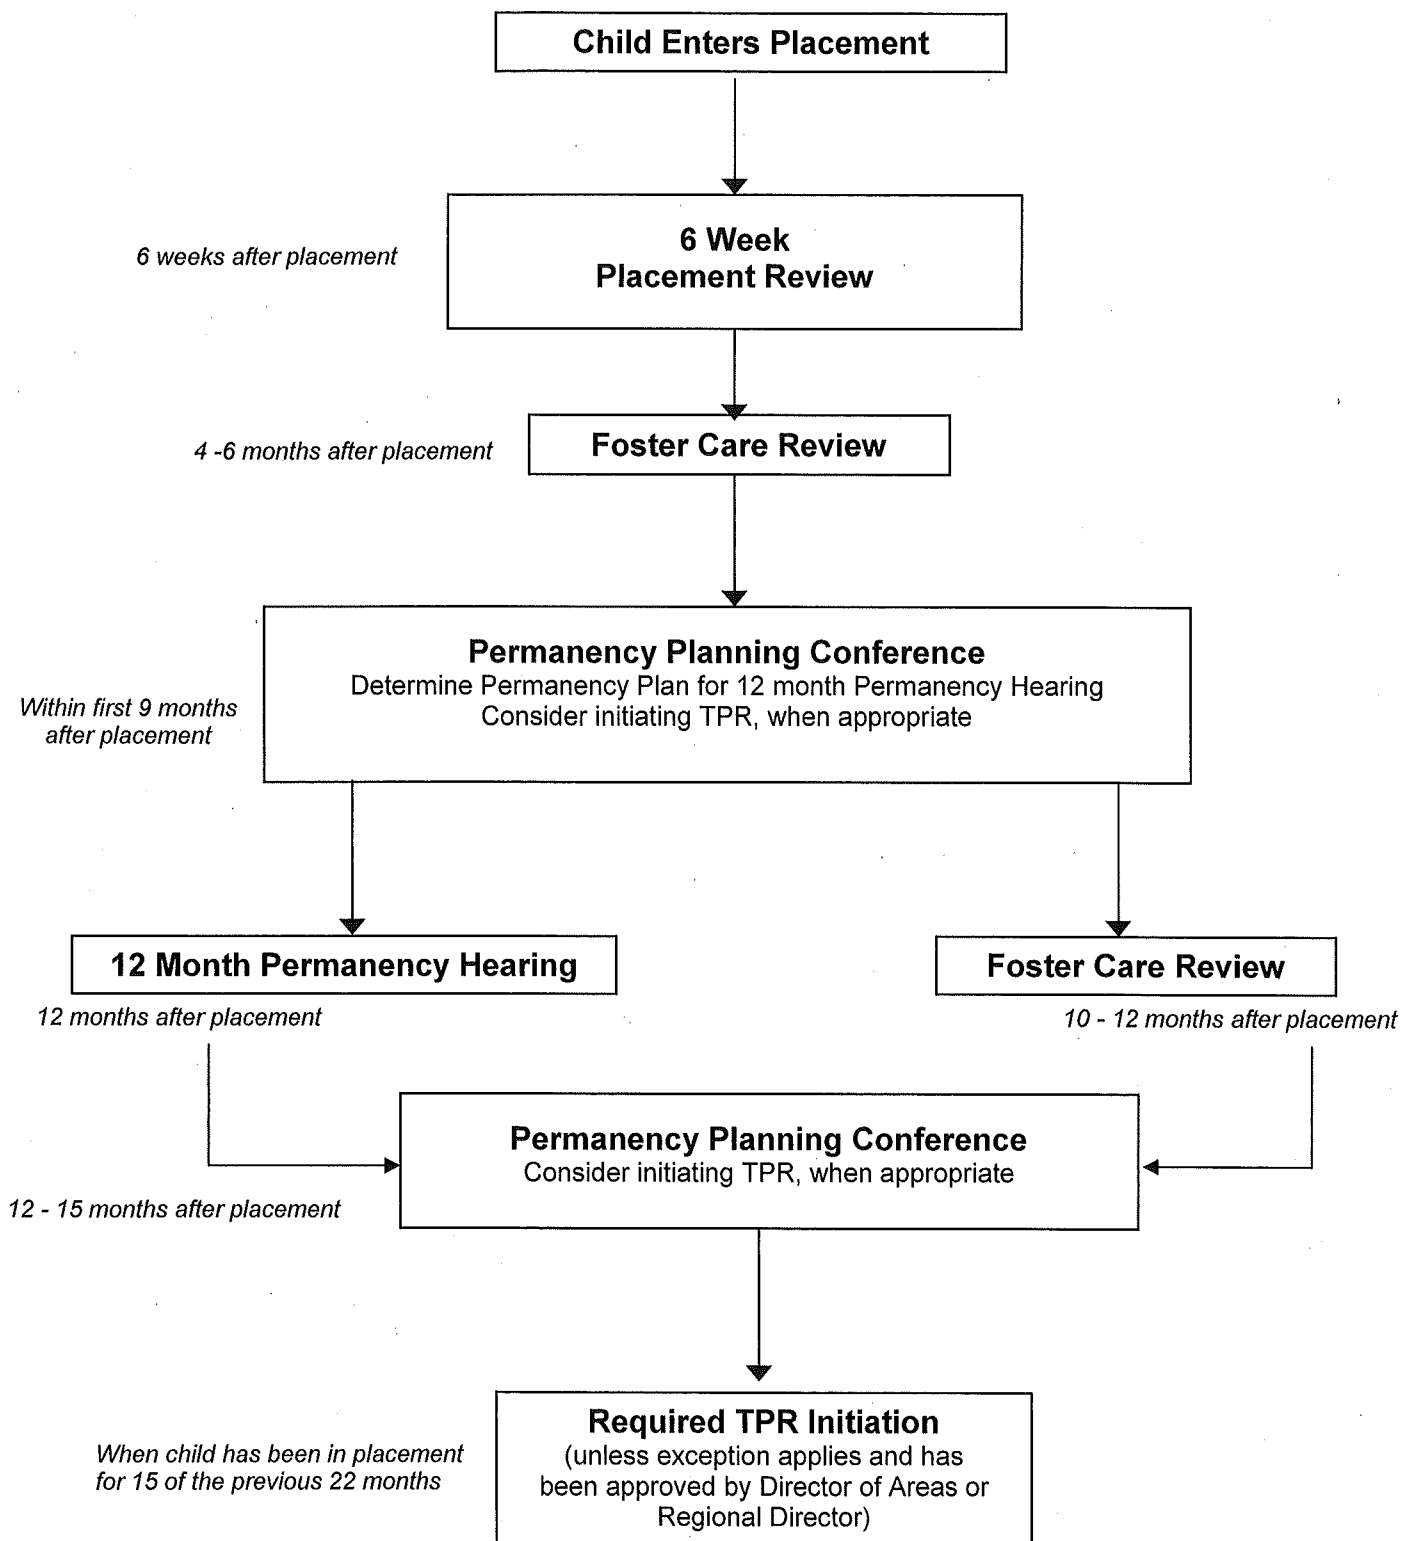 Child Enters Placement
6 weeks after placement
6 Week
Placement Review
4 -6 months after placement
Foster Care Review
Within first 9 months
after placement
Permanency Planning Conference
Determine Permanency Plan for 12 month Permanency Hearing
Consider initiating TPR, when appropriate
12 Month Permanency Hearing
12 months after placement
Foster Care Review
10 - 12 months after placement
Permanency Planning Conference
Consider initiating TPR, when appropriate
12 - 15 months after placement
When child has been in placement
for 15 of the previous 22 months
Required TPR Initiation
(unless exception applies and has
been approved by Director of Areas or
Regional Director)